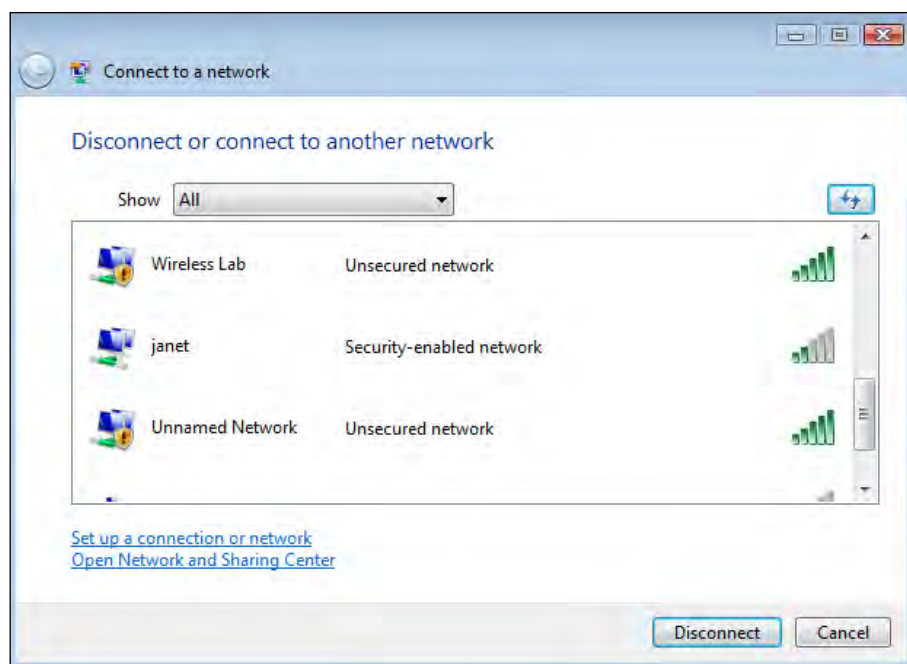 Connect to a network
Disconnect or connect to another network
Show All
Wireless Lab Unsecured network
janet Security-enabled network
Unnamed Network Unsecured network
Set up a connection or network
Open Network and Sharing Center
Disconnect Cancel